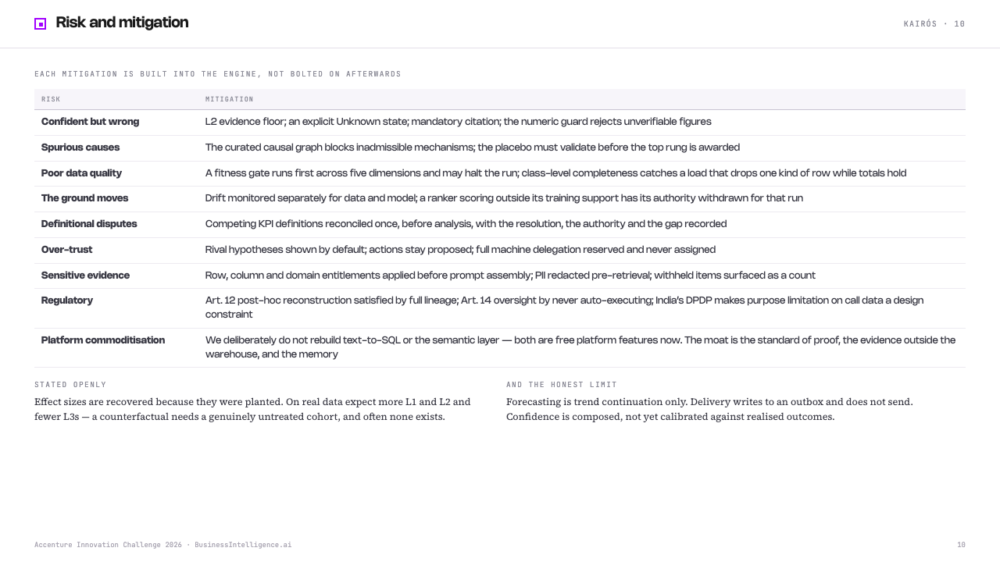 Risk and mitigation
KAIRÓS · 10
EACH MITIGATION IS BUILT INTO THE ENGINE, NOT BOLTED ON AFTERWARDS
RISK
MITIGATION
Confident but wrong
L2 evidence floor; an explicit Unknown state; mandatory citation; the numeric guard rejects unverifiable figures
Spurious causes
The curated causal graph blocks inadmissible mechanisms; the placebo must validate before the top rung is awarded
Poor data quality
A fitness gate runs first across five dimensions and may halt the run; class-level completeness catches a load that drops one kind of row while totals hold
The ground moves
Drift monitored separately for data and model; a ranker scoring outside its training support has its authority withdrawn for that run
Definitional disputes
Competing KPI definitions reconciled once, before analysis, with the resolution, the authority and the gap recorded
Over-trust
Rival hypotheses shown by default; actions stay proposed; full machine delegation reserved and never assigned
Sensitive evidence
Row, column and domain entitlements applied before prompt assembly; PII redacted pre-retrieval; withheld items surfaced as a count
Regulatory
Art. 12 post-hoc reconstruction satisfied by full lineage; Art. 14 oversight by never auto-executing; India's DPDP makes purpose limitation on call data a design
constraint
Platform commoditisation
We deliberately do not rebuild text-to-SQL or the semantic layer — both are free platform features now. The moat is the standard of proof, the evidence outside the
warehouse, and the memory
STATED OPENLY
Effect sizes are recovered because they were planted. On real data expect more L1 and L2 and
fewer L3s — a counterfactual needs a genuinely untreated cohort, and often none exists.
AND THE HONEST LIMIT
Forecasting is trend continuation only. Delivery writes to an outbox and does not send.
Confidence is composed, not yet calibrated against realised outcomes.
Accenture Innovation Challenge 2026 · BusinessIntelligence.ai
10